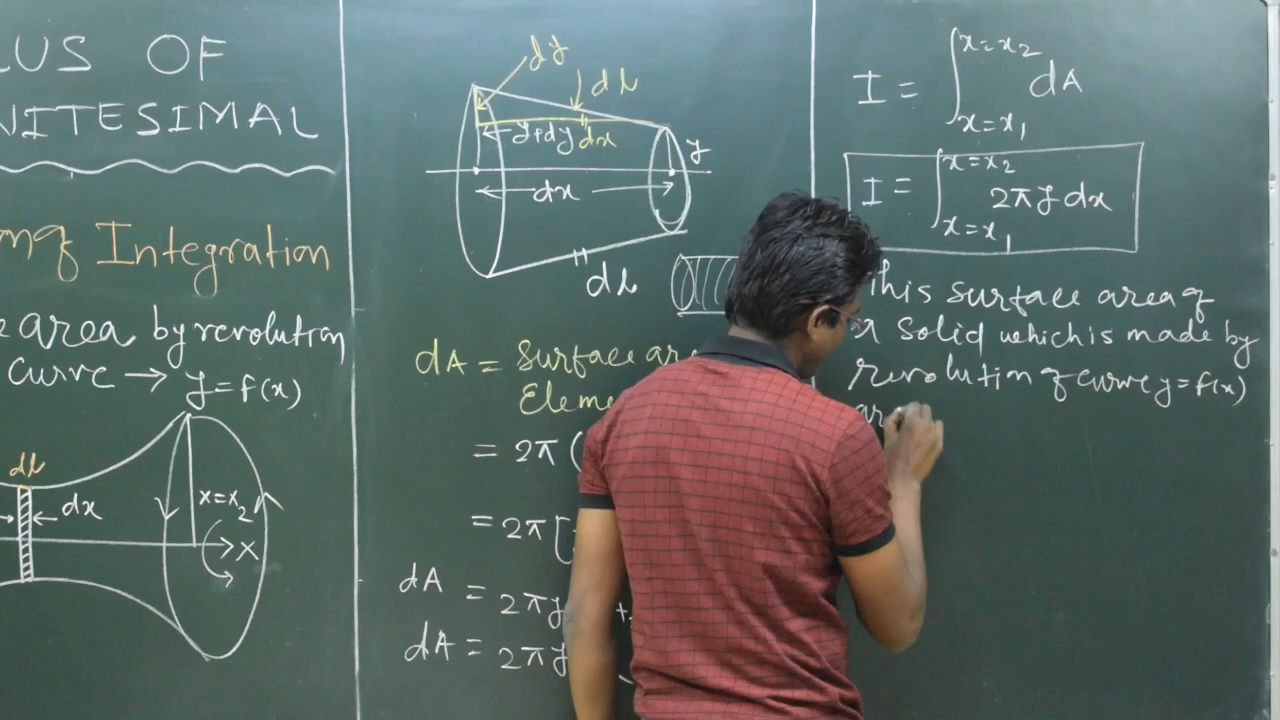 LUS OF
NITESIMAL
Integration
area by revolution
Curve → y=f(x)
dl
dx
x=x₂
X
dy
dl
y+dy
dx
y
dx
dl
dA = Surface ar
Eleme
= 2π (
= 2π [
dA = 2πy
dA = 2πy
I = ∫ x=x₂ x=x₁ dA
I = ∫ x=x₂ x=x₁ 2πy dx
This surface area of
a solid which is made by
revolution of curve y=f(x)
ar